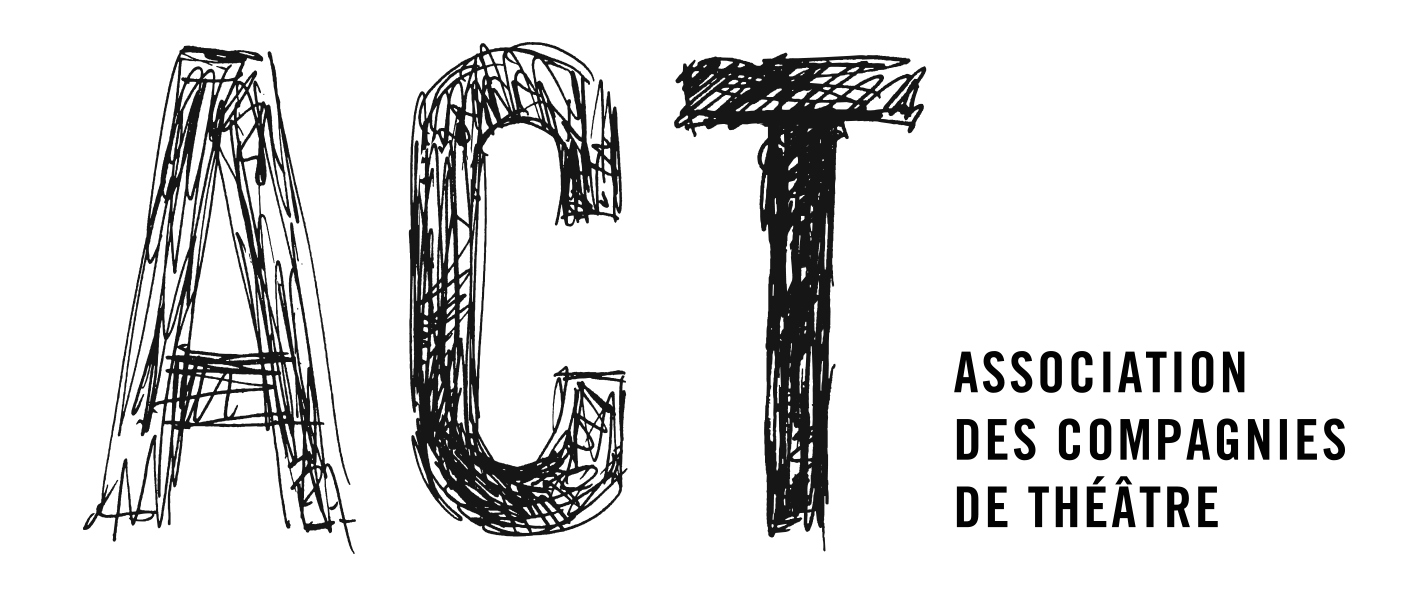 ACT
ASSOCIATION
DES COMPAGNIES
DE THÉÂTRE